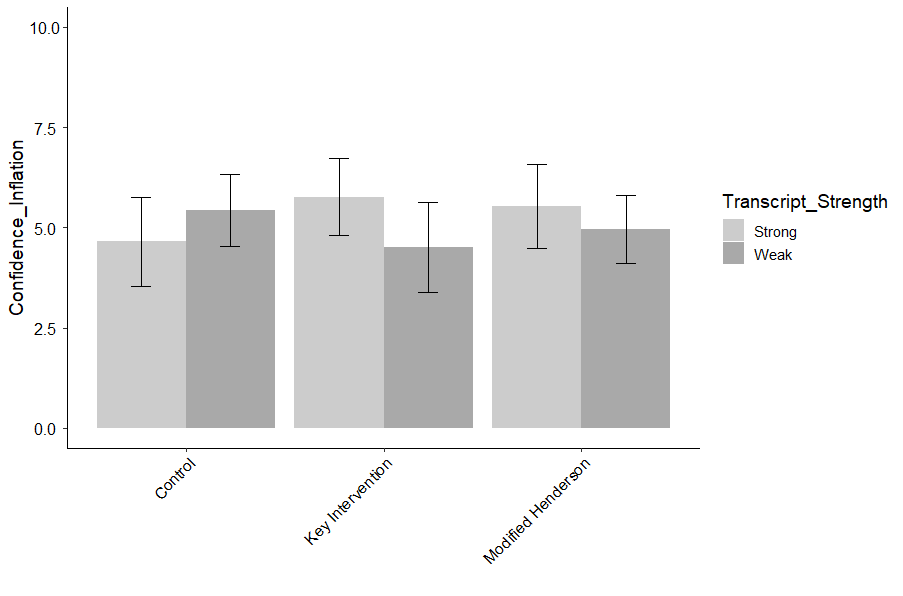 10.0
7.5
5.0
2.5
0.0
Confidence_Inflation
Control
Key Intervention
Modified Henderson
Transcript_Strength
Strong
Weak